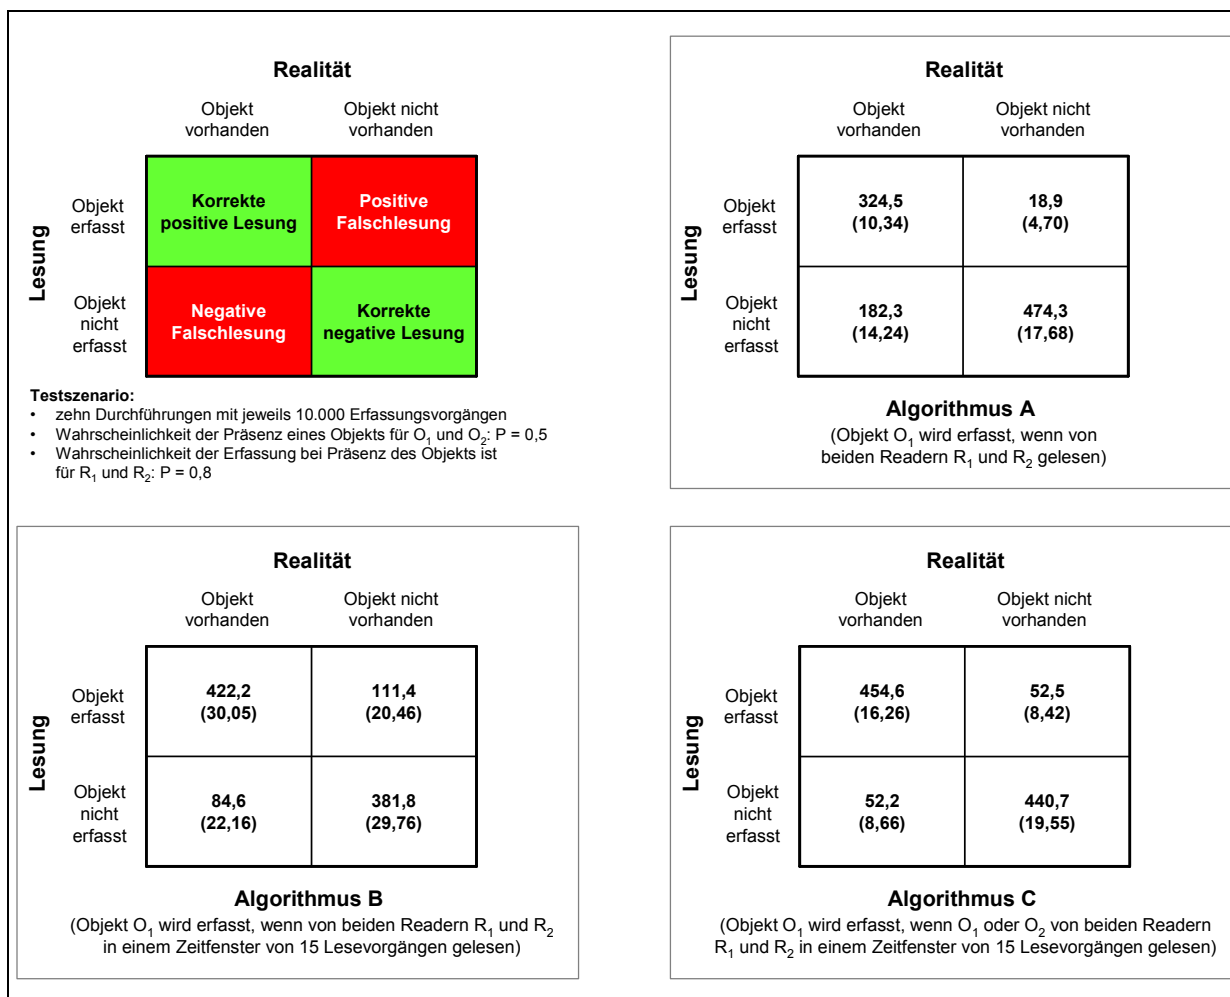 Realität
Objekt
vorhanden
Objekt nicht
vorhanden
Lesung
Objekt
erfasst
Korrekte
positive Lesung
Positive
Falschlesung
Objekt
nicht
erfasst
Negative
Falschlesung
Korrekte
negative Lesung
Testszenario:
• zehn Durchführungen mit jeweils 10.000 Erfassungsvorgängen
• Wahrscheinlichkeit der Präsenz eines Objekts für O1 und O2: P = 0,5
• Wahrscheinlichkeit der Erfassung bei Präsenz des Objekts ist
für R1 und R2: P = 0,8
Realität
Objekt
vorhanden
Objekt nicht
vorhanden
Lesung
Objekt
erfasst
324,5
(10,34)
18,9
(4,70)
Objekt
nicht
erfasst
182,3
(14,24)
474,3
(17,68)
Algorithmus A
(Objekt O1 wird erfasst, wenn von
beiden Readern R1 und R2 gelesen)
Realität
Objekt
vorhanden
Objekt nicht
vorhanden
Lesung
Objekt
erfasst
422,2
(30,05)
111,4
(20,46)
Objekt
nicht
erfasst
84,6
(22,16)
381,8
(29,76)
Algorithmus B
(Objekt O1 wird erfasst, wenn von beiden Readern R1 und R2
in einem Zeitfenster von 15 Lesevorgängen gelesen)
Realität
Objekt
vorhanden
Objekt nicht
vorhanden
Lesung
Objekt
erfasst
454,6
(16,26)
52,5
(8,42)
Objekt
nicht
erfasst
52,2
(8,66)
440,7
(19,55)
Algorithmus C
(Objekt O1 wird erfasst, wenn O1 oder O2 von beiden Readern
R1 und R2 in einem Zeitfenster von 15 Lesevorgängen gelesen)